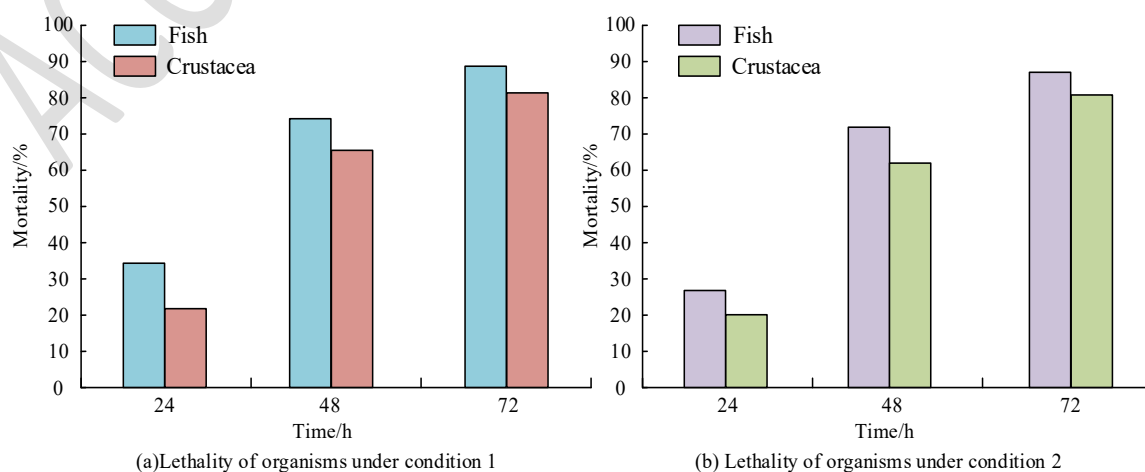 100
90
80
70
60
50
40
30
20
10
0
Mortality/%
Fish
Crustacea
24 48 72
Time/h
(a)Lethality of organisms under condition 1
100
90
80
70
60
50
40
30
20
10
0
Mortality/%
Fish
Crustacea
24 48 72
Time/h
(b) Lethality of organisms under condition 2